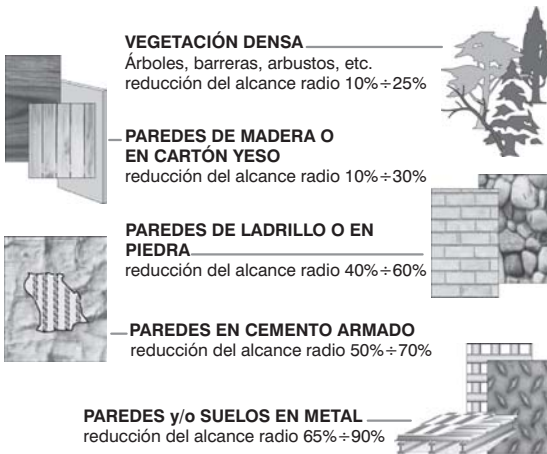 VEGETACIÓN DENSA
Árboles, barreras, arbustos, etc.
reducción del alcance radio 10%÷25%
PAREDES DE MADERA O
EN CARTÓN YESO
reducción del alcance radio 10%÷30%
PAREDES DE LADRILLO O EN
PIEDRA
reducción del alcance radio 40%÷60%
PAREDES EN CEMENTO ARMADO
reducción del alcance radio 50%÷70%
PAREDES y/o SUELOS EN METAL
reducción del alcance radio 65%÷90%